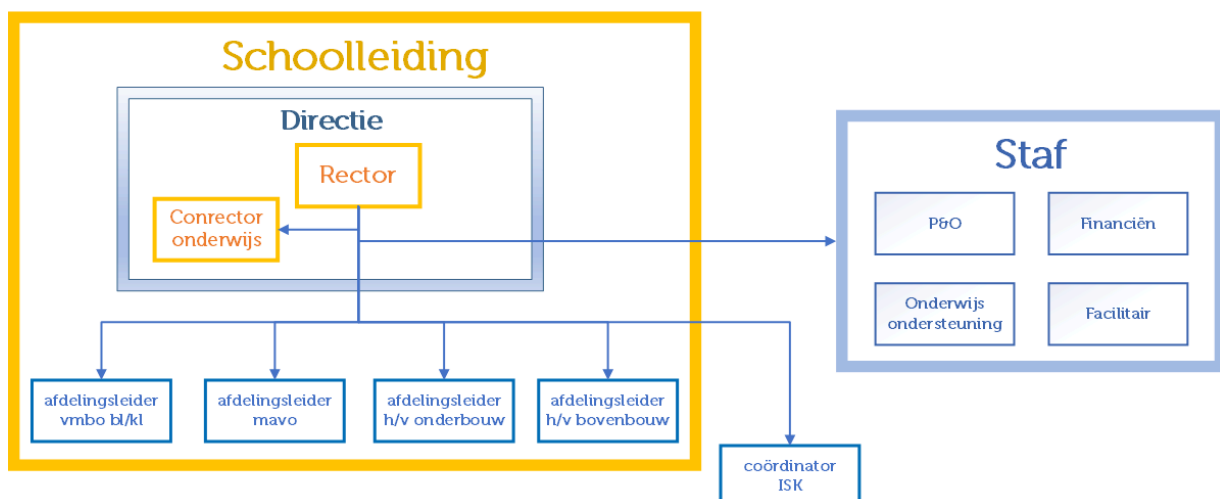 Schoolleiding
Directie
Rector
Conrector
onderwijs
Staf
P&O
Financiën
Onderwijs
ondersteuning
Facilitair
afdelingsleider
vmbo bl/kl
afdelingsleider
mavo
afdelingsleider
h/v onderbouw
afdelingsleider
h/v bovenbouw
coördinator
ISK